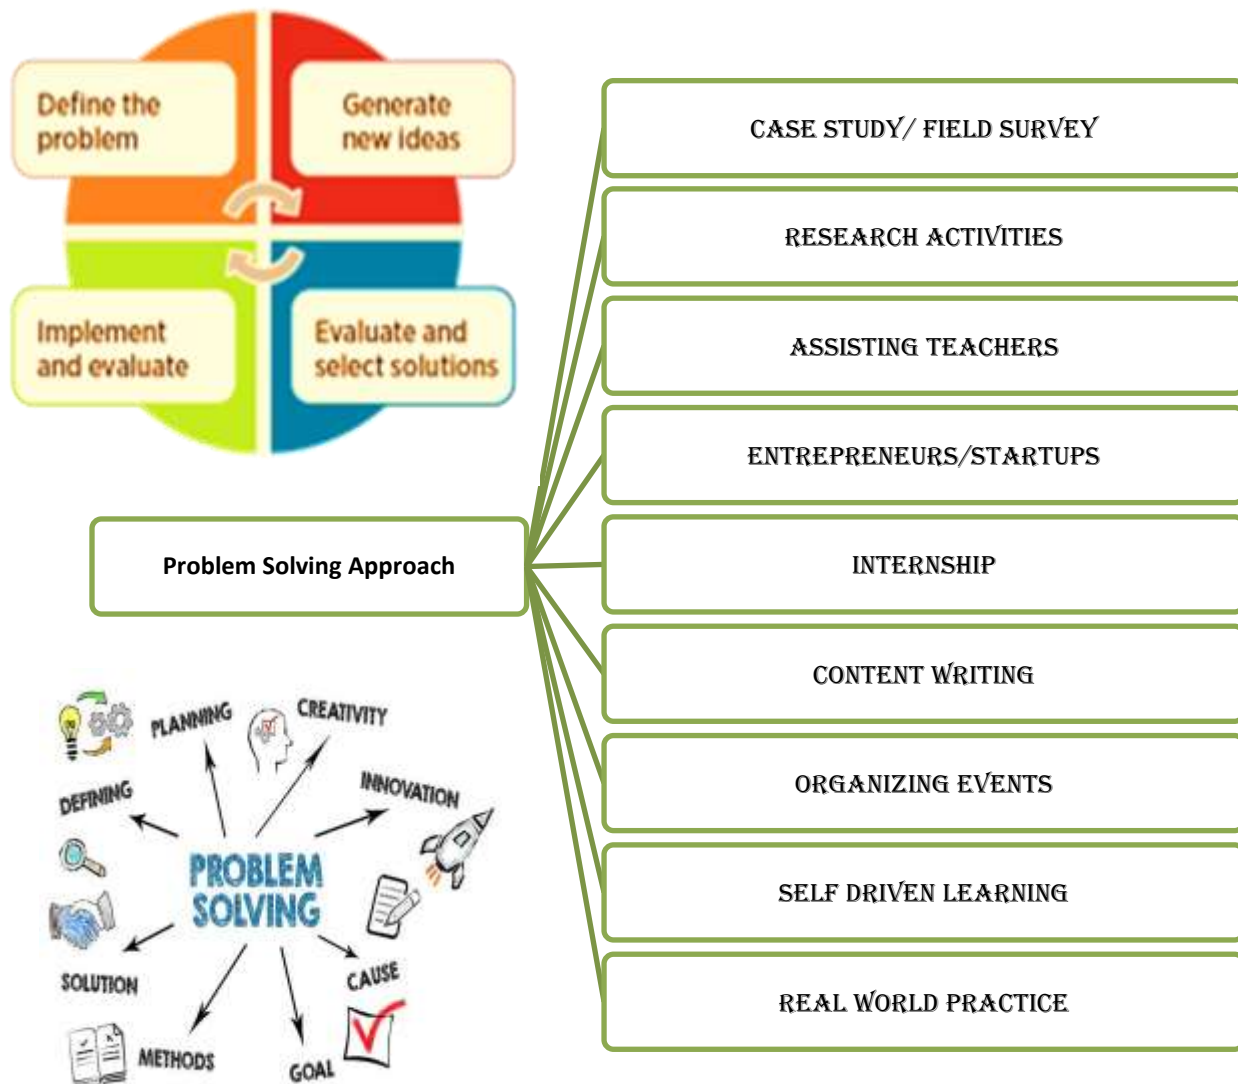 Define the
problem
Generate
new ideas
Implement
and evaluate
Evaluate and
select solutions
Problem Solving Approach
CASE STUDY/ FIELD SURVEY
RESEARCH ACTIVITIES
ASSISTING TEACHERS
ENTREPRENEURS/STARTUPS
INTERNSHIP
CONTENT WRITING
ORGANIZING EVENTS
SELF DRIVEN LEARNING
REAL WORLD PRACTICE
PLANNING
CREATIVITY
DEFINING
INNOVATION
PROBLEM
SOLVING
SOLUTION
CAUSE
METHODS
GOAL